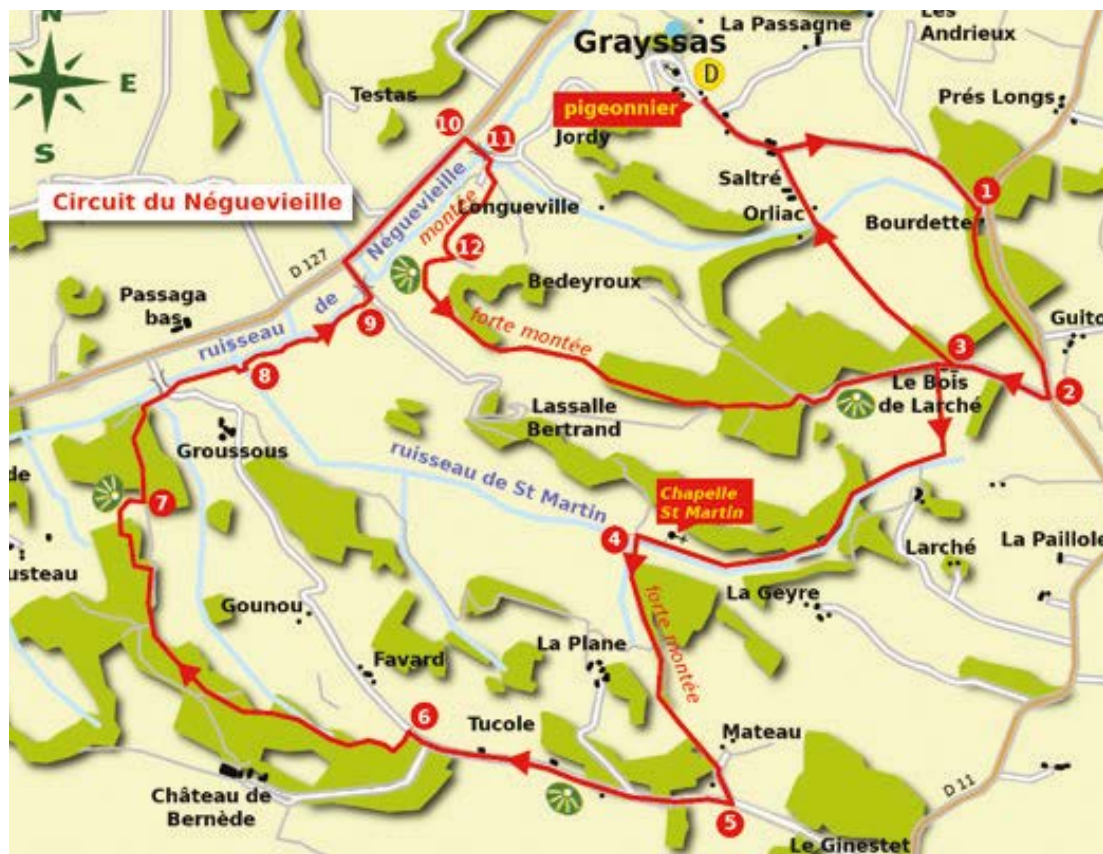 N
E
S
La Passagne
Les
Andrieux
Grayssas
D
Testas
Prés Longs
pigeonnier
Jordy
10
11
Saltré
1
Circuit du Néguevieille
montée
Longueville
Orliac
Bourdette
Néguevieille
12
D 127
Bedeyroux
Passaga
bas
ruisseau de
9
forte montée
Guito
3
8
Le Bois
de Larché
2
Lassalle
Bertrand
Groussous
ruisseau de St Martin
de
7
Chapelle
St Martin
4
Larché
La Paillole
usteau
La Geyre
Gounou
La Plane
forte montée
Favard
6
Tucole
Mateau
Château de
Bernède
5
D 11
Le Ginestet